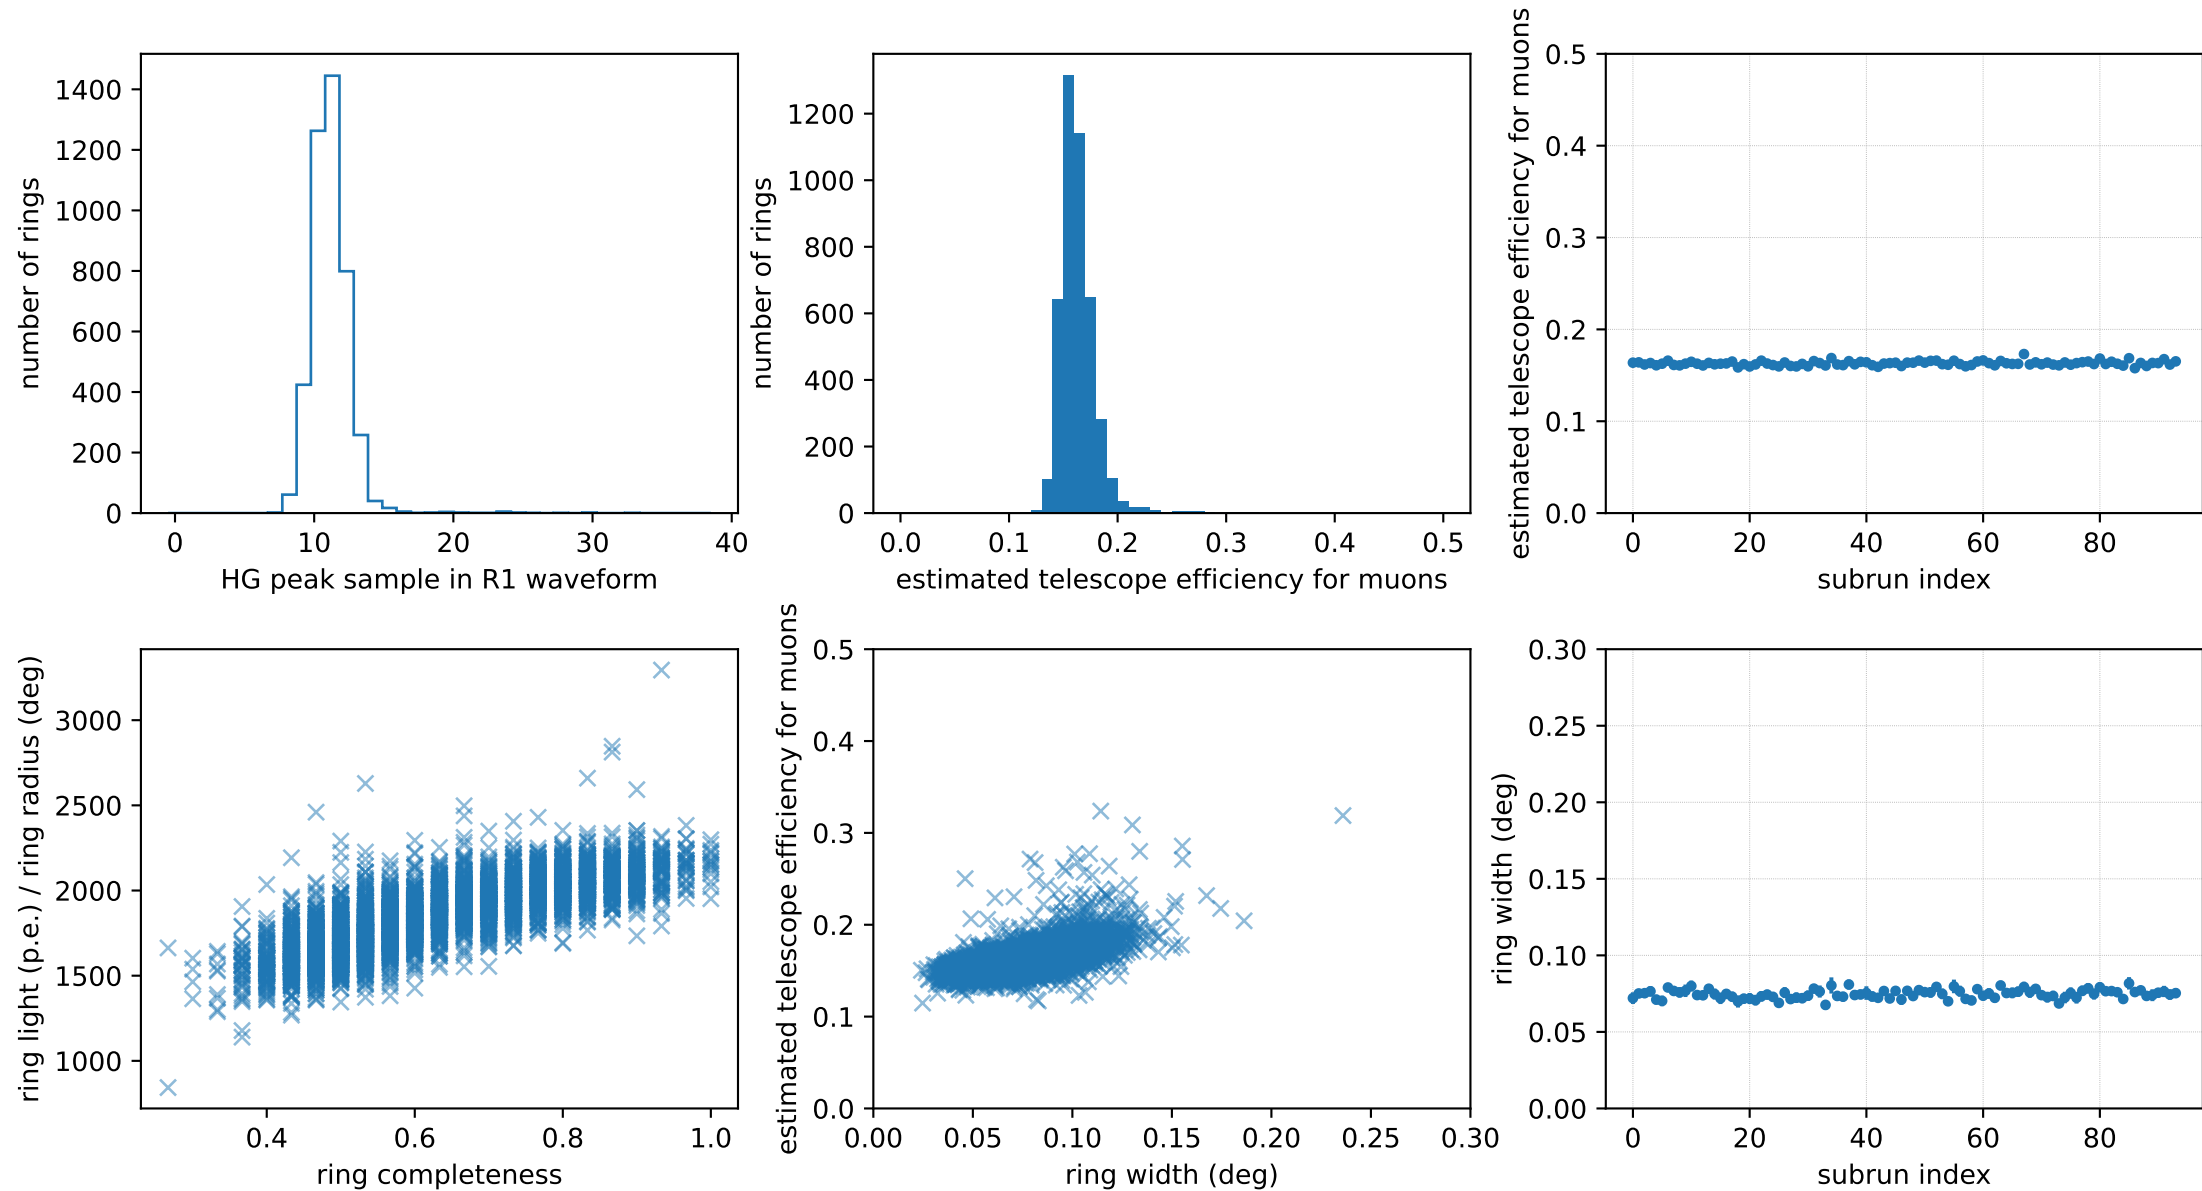 number of rings
1400
1200
1000
800
600
400
200
0
0 10 20 30 40
HG peak sample in R1 waveform
number of rings
1200
1000
800
600
400
200
0
0.0 0.1 0.2 0.3 0.4 0.5
estimated telescope efficiency for muons
estimated telescope efficiency for muons
0.5
0.4
0.3
0.2
0.1
0.0
0 20 40 60 80
subrun index
ring light (p.e.) / ring radius (deg)
3000
2500
2000
1500
1000
0.4 0.6 0.8 1.0
ring completeness
estimated telescope efficiency for muons
0.5
0.4
0.3
0.2
0.1
0.0
0.00 0.05 0.10 0.15 0.20 0.25 0.30
ring width (deg)
ring width (deg)
0.30
0.25
0.20
0.15
0.10
0.05
0.00
0 20 40 60 80
subrun index